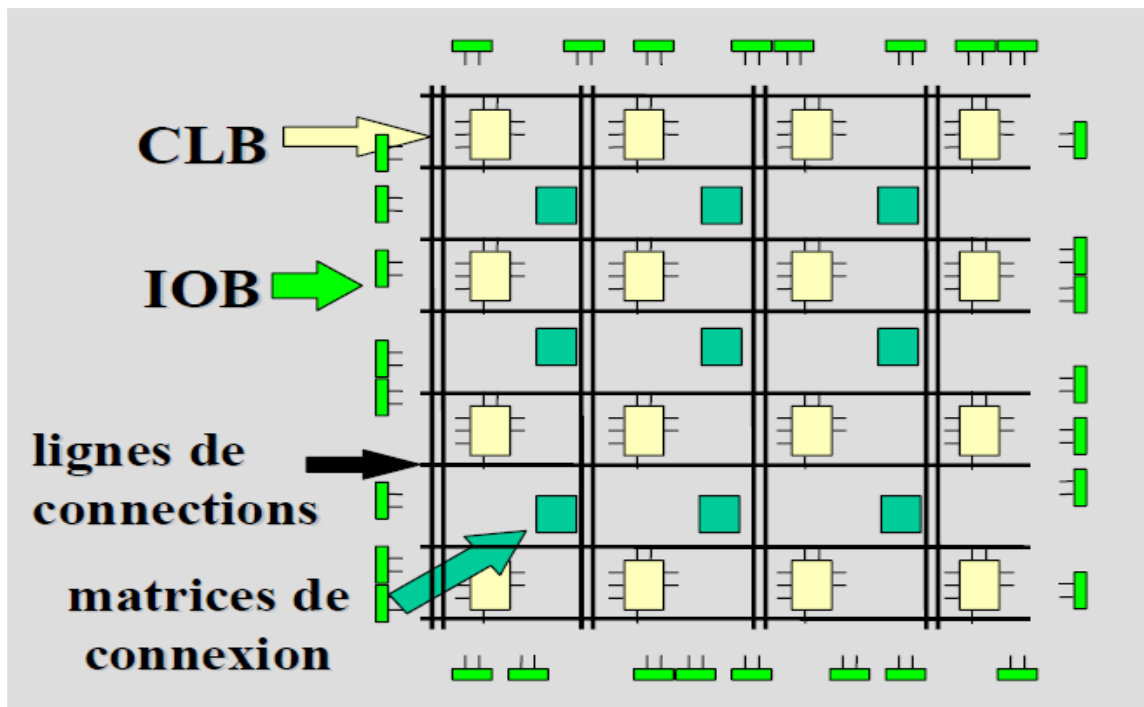 CLB
IOB
lignes de
connections
matrices de
connexion